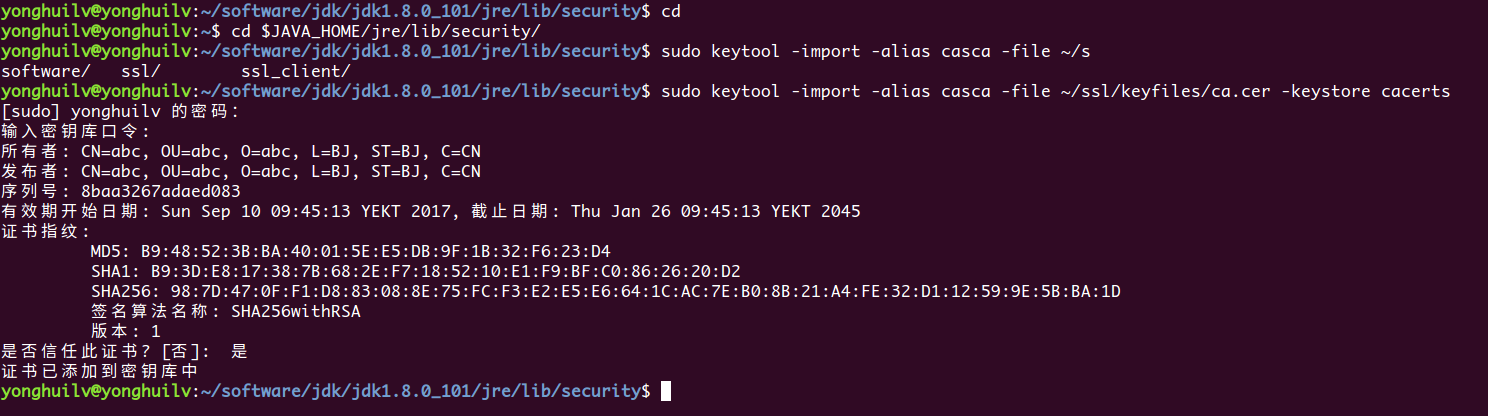 yonghuilv@yonghuilv:~/software/jdk/jdk1.8.0_101/jre/lib/security$ cd
yonghuilv@yonghuilv:~$ cd $JAVA_HOME/jre/lib/security/
yonghuilv@yonghuilv:~/software/jdk/jdk1.8.0_101/jre/lib/security$ sudo keytool -import -alias casca -file ~/s
software/   ssl/        ssl_client/
yonghuilv@yonghuilv:~/software/jdk/jdk1.8.0_101/jre/lib/security$ sudo keytool -import -alias casca -file ~/ssl/keyfiles/ca.cer -keystore cacerts
[sudo] yonghuilv 的密码:
输入密钥库口令:
所有者: CN=abc, OU=abc, O=abc, L=BJ, ST=BJ, C=CN
发布者: CN=abc, OU=abc, O=abc, L=BJ, ST=BJ, C=CN
序列号: 8baa3267adaed083
有效期开始日期: Sun Sep 10 09:45:13 YEKT 2017, 截止日期: Thu Jan 26 09:45:13 YEKT 2045
证书指纹:
MD5: B9:48:52:3B:BA:40:01:5E:E5:DB:9F:1B:32:F6:23:D4
SHA1: B9:3D:E8:17:38:7B:68:2E:F7:18:52:10:E1:F9:BF:C0:86:26:20:D2
SHA256: 98:7D:47:0F:F1:D8:83:08:8E:75:FC:F3:E2:E5:E6:64:1C:AC:7E:B0:8B:21:A4:FE:32:D1:12:59:9E:5B:BA:1D
签名算法名称: SHA256withRSA
版本: 1
是否信任此证书? [否]:  是
证书已添加到密钥库中
yonghuilv@yonghuilv:~/software/jdk/jdk1.8.0_101/jre/lib/security$